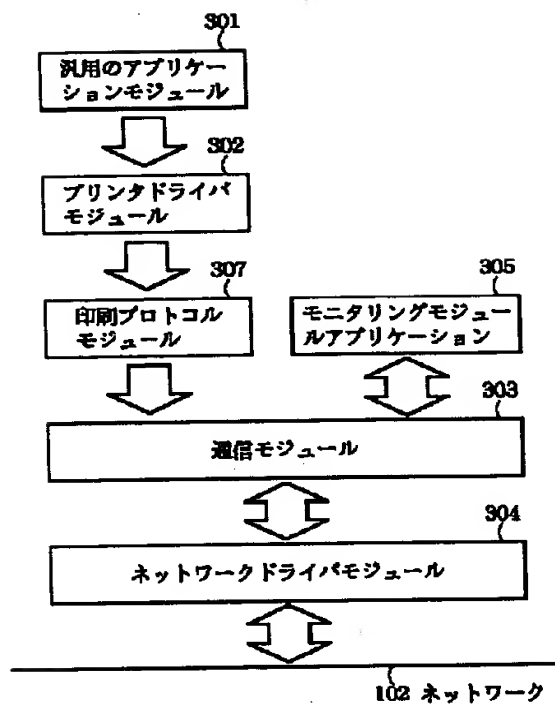 301
汎用のアプリケー
ションモジュール
302
プリンタドライバ
モジュール
307
印刷プロトコル
モジュール
305
モニタリングモジュー
ルアプリケーション
303
通信モジュール
304
ネットワークドライバモジュール
102 ネットワーク